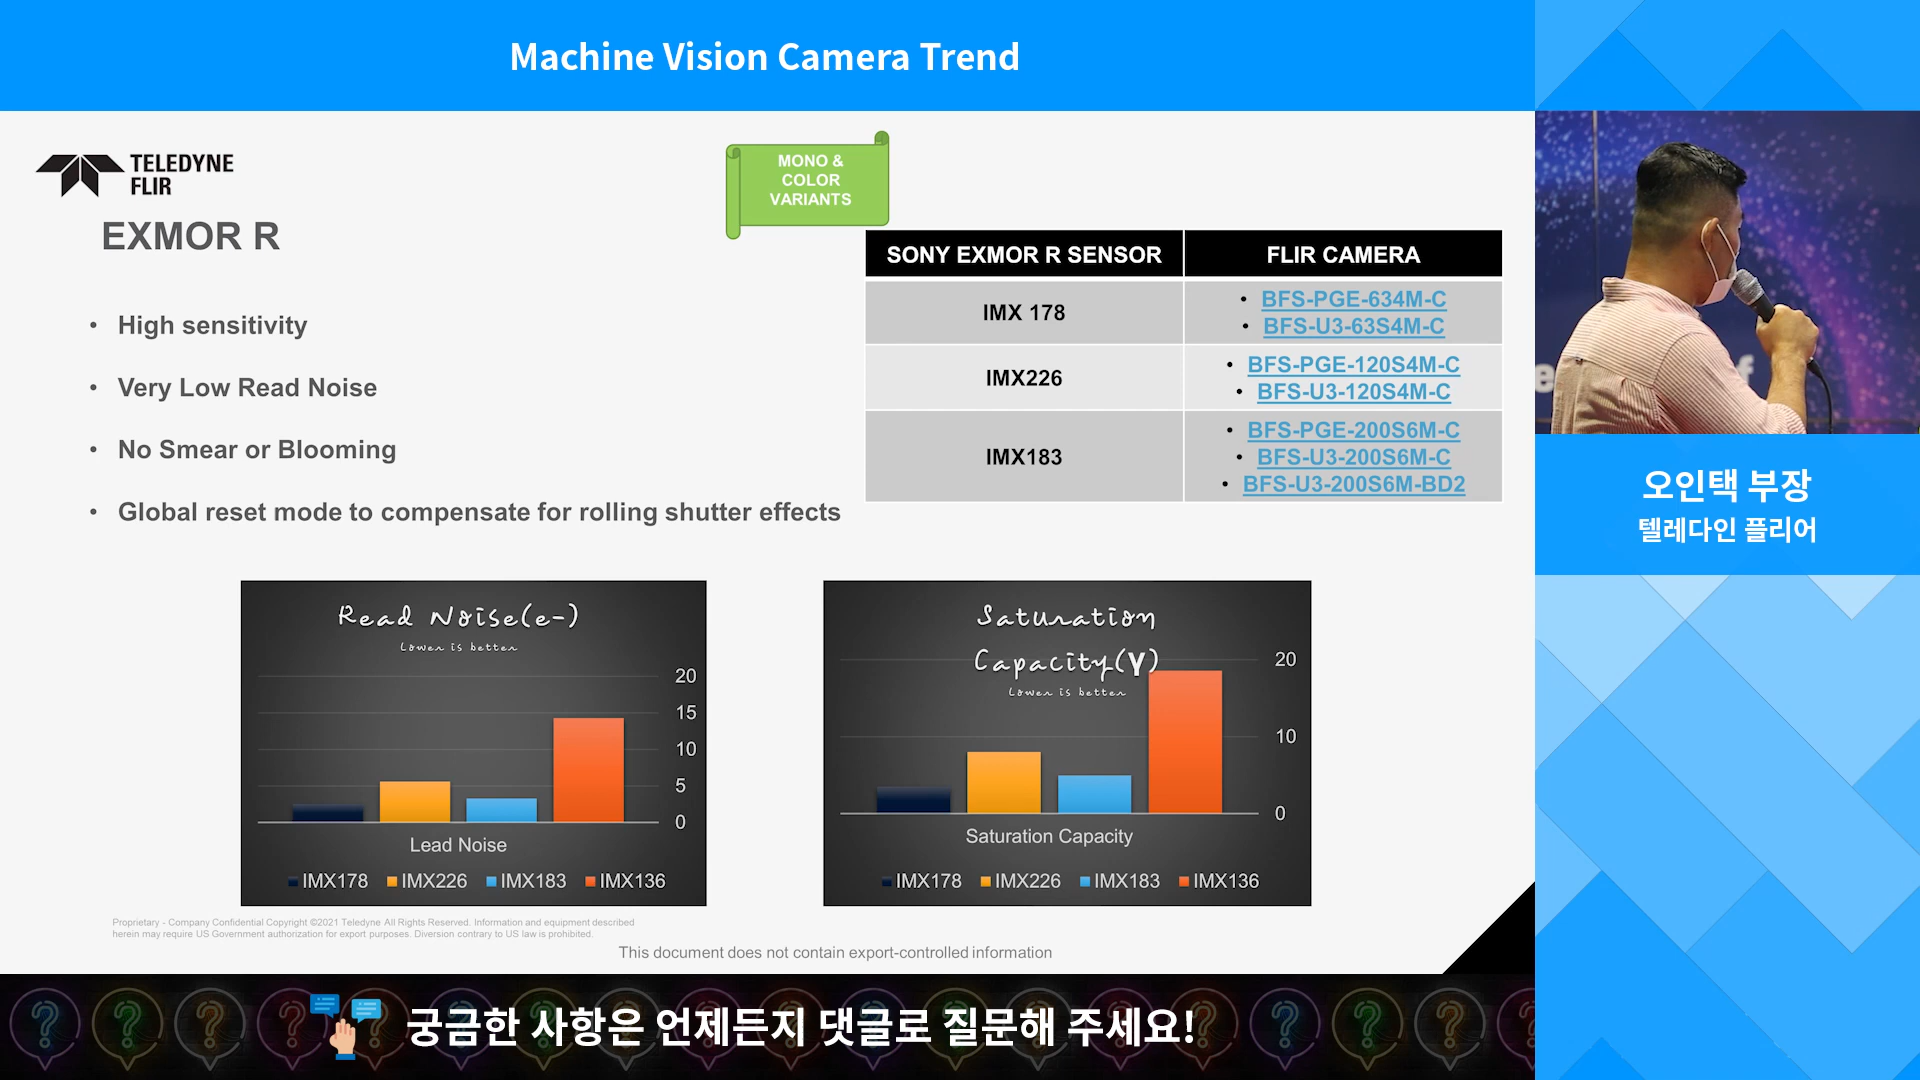 Machine Vision Camera Trend
TELEDYNE
FLIR
MONO &
COLOR
VARIANTS
EXMOR R
• High sensitivity
• Very Low Read Noise
• No Smear or Blooming
• Global reset mode to compensate for rolling shutter effects
SONY EXMOR R SENSOR FLIR CAMERA
IMX 178
• BFS-PGE-634M-C
• BFS-U3-63S4M-C
IMX226
• BFS-PGE-120S4M-C
• BFS-U3-120S4M-C
IMX183
• BFS-PGE-200S6M-C
• BFS-U3-200S6M-C
• BFS-U3-200S6M-BD2
Read Noise(e-)
Lower is better
20
15
10
5
0
Lead Noise
IMX178 IMX226 IMX183 IMX136
Saturation
Capacity(γ)
Lower is better
20
10
0
Saturation Capacity
IMX178 IMX226 IMX183 IMX136
Proprietary - Company Confidential Copyright ©2021 Teledyne All Rights Reserved. Information and equipment described
herein may require US Government authorization for export purposes. Diversion contrary to US law is prohibited.
This document does not contain export-controlled information
오인택 부장
텔레다인 플리어
궁금한 사항은 언제든지 댓글로 질문해 주세요!